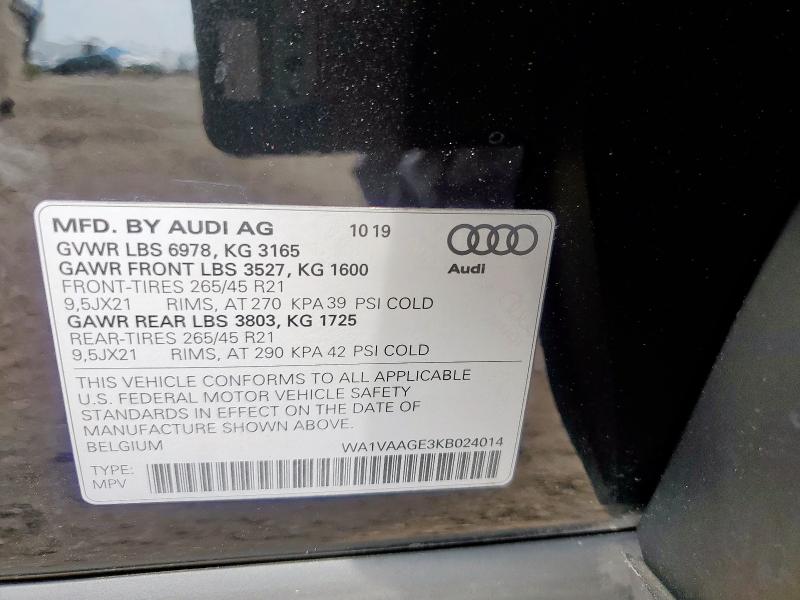 MFD. BY AUDI AG 10 19
GVWR LBS 6978, KG 3165
GAWR FRONT LBS 3527, KG 1600
Audi
FRONT-TIRES 265/45 R21
9,5JX21 RIMS, AT 270 KPA 39 PSI COLD
GAWR REAR LBS 3803, KG 1725
REAR-TIRES 265/45 R21
9,5JX21 RIMS, AT 290 KPA 42 PSI COLD
THIS VEHICLE CONFORMS TO ALL APPLICABLE
U.S. FEDERAL MOTOR VEHICLE SAFETY
STANDARDS IN EFFECT ON THE DATE OF
MANUFACTURE SHOWN ABOVE.
BELGIUM WA1VAAGE3KB024014
TYPE:
MPV